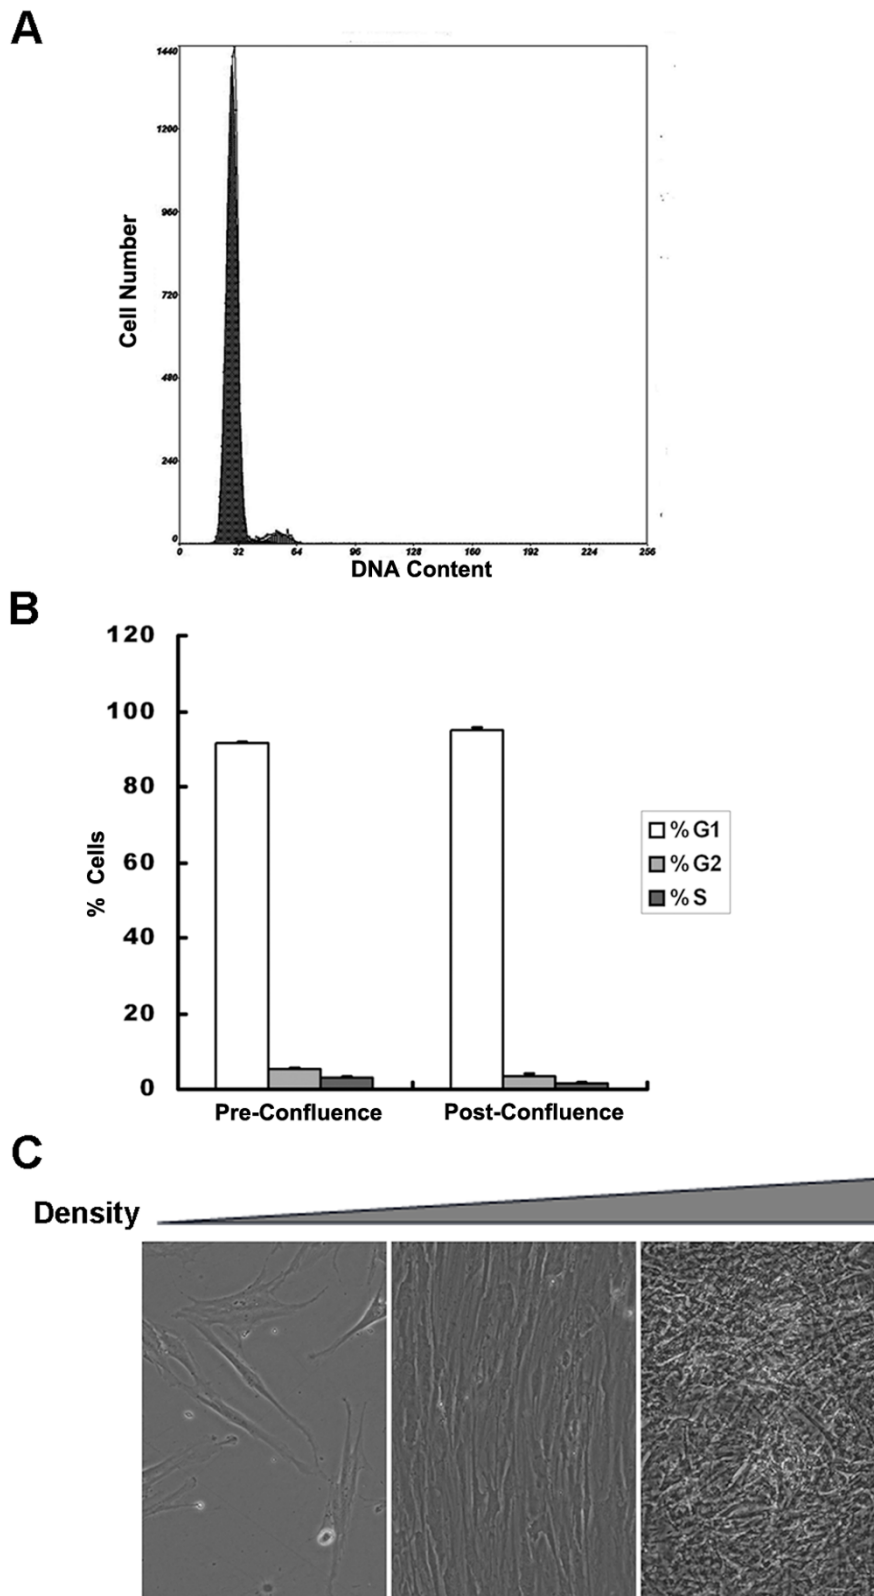 A
1440
1200
960
720
480
240
0
Cell Number
0 32 64 96 128 160 192 224 256
DNA Content
B
120
100
80
60
40
20
0
% Cells
% G1
% G2
% S
Pre-Confluence Post-Confluence
C
Density